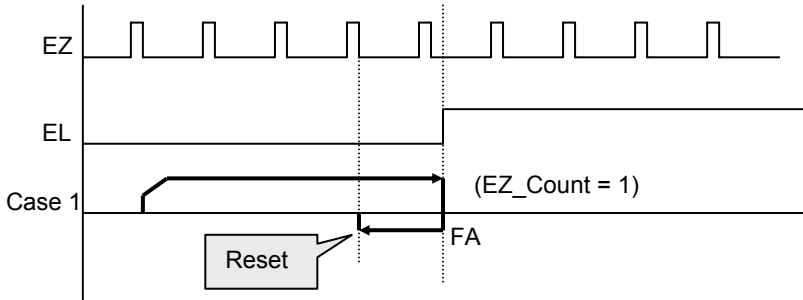 EZ
EL
Case 1
(EZ_Count = 1)
FA
Reset